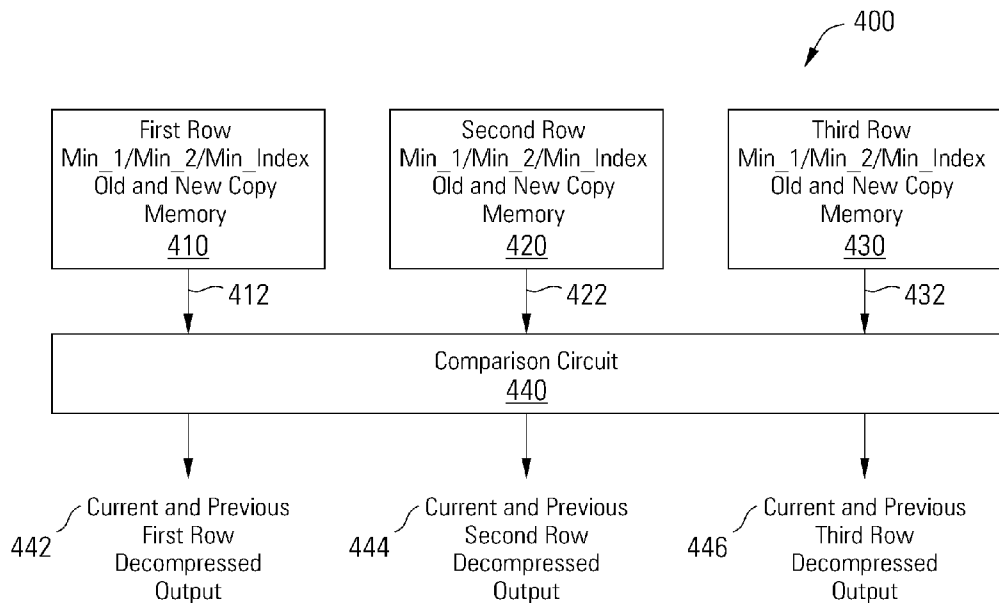 400
First Row
Min_1/Min_2/Min_Index
Old and New Copy
Memory
410
Second Row
Min_1/Min_2/Min_Index
Old and New Copy
Memory
420
Third Row
Min_1/Min_2/Min_Index
Old and New Copy
Memory
430
412
422
432
Comparison Circuit
440
442
Current and Previous
First Row
Decompressed
Output
444
Current and Previous
Second Row
Decompressed
Output
446
Current and Previous
Third Row
Decompressed
Output